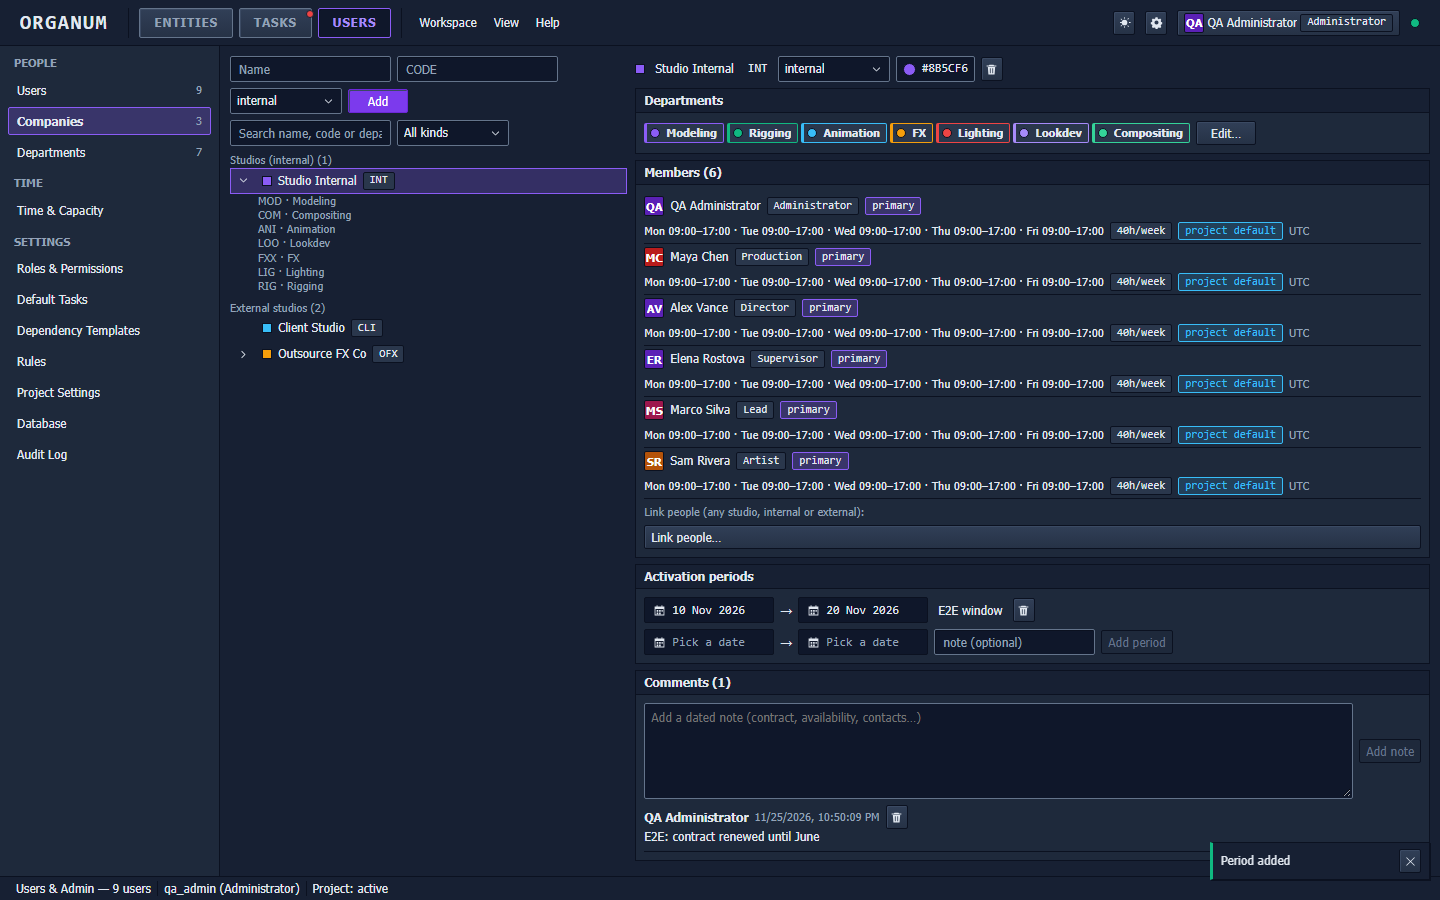 ORGANUM
ENTITIES
TASKS
USERS
Workspace
View
Help
QA QA Administrator Administrator
PEOPLE
Users 9
Companies 3
Departments 7
TIME
Time & Capacity
SETTINGS
Roles & Permissions
Default Tasks
Dependency Templates
Rules
Project Settings
Database
Audit Log
Name
CODE
internal
Add
Search name, code or depa
All kinds
Studios (internal) (1)
Studio Internal INT
MOD · Modeling
COM · Compositing
ANI · Animation
LOO · Lookdev
FXX · FX
LIG · Lighting
RIG · Rigging
External studios (2)
Client Studio CLI
Outsource FX Co OFX
Studio Internal INT internal #8B5CF6
Departments
Modeling Rigging Animation FX Lighting Lookdev Compositing Edit...
Members (6)
QA QA Administrator Administrator primary
Mon 09:00–17:00 · Tue 09:00–17:00 · Wed 09:00–17:00 · Thu 09:00–17:00 · Fri 09:00–17:00 40h/week project default UTC
MC Maya Chen Production primary
Mon 09:00–17:00 · Tue 09:00–17:00 · Wed 09:00–17:00 · Thu 09:00–17:00 · Fri 09:00–17:00 40h/week project default UTC
AV Alex Vance Director primary
Mon 09:00–17:00 · Tue 09:00–17:00 · Wed 09:00–17:00 · Thu 09:00–17:00 · Fri 09:00–17:00 40h/week project default UTC
ER Elena Rostova Supervisor primary
Mon 09:00–17:00 · Tue 09:00–17:00 · Wed 09:00–17:00 · Thu 09:00–17:00 · Fri 09:00–17:00 40h/week project default UTC
MS Marco Silva Lead primary
Mon 09:00–17:00 · Tue 09:00–17:00 · Wed 09:00–17:00 · Thu 09:00–17:00 · Fri 09:00–17:00 40h/week project default UTC
SR Sam Rivera Artist primary
Mon 09:00–17:00 · Tue 09:00–17:00 · Wed 09:00–17:00 · Thu 09:00–17:00 · Fri 09:00–17:00 40h/week project default UTC
Link people (any studio, internal or external):
Link people...
Activation periods
10 Nov 2026 → 20 Nov 2026 E2E window
Pick a date → Pick a date note (optional) Add period
Comments (1)
Add a dated note (contract, availability, contacts...)
Add note
QA Administrator 11/25/2026, 10:50:09 PM
E2E: contract renewed until June
Period added
Users & Admin — 9 users qa_admin (Administrator) Project: active